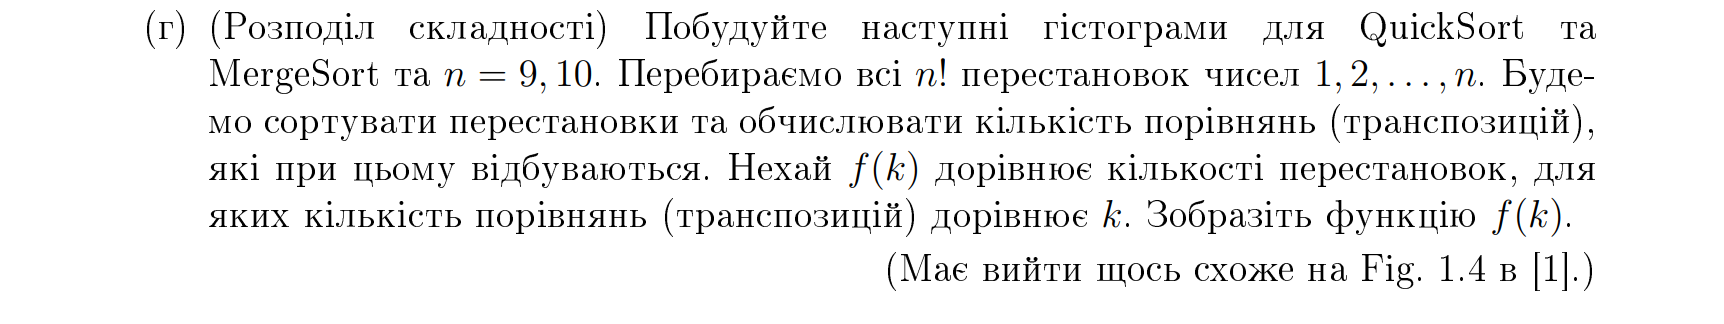 (г) (Розподіл складності) Побудуйте наступні гістограми для QuickSort та
MergeSort та n = 9, 10. Перебираємо всі n! перестановок чисел 1, 2, . . . , n. Буде-
мо сортувати перестановки та обчислювати кількість порівнянь (транспозицій),
які при цьому відбуваються. Нехай f(k) дорівнює кількості перестановок, для
яких кількість порівнянь (транспозицій) дорівнює k. Зобразіть функцію f(k).
(Має вийти щось схоже на Fig. 1.4 в [1].)